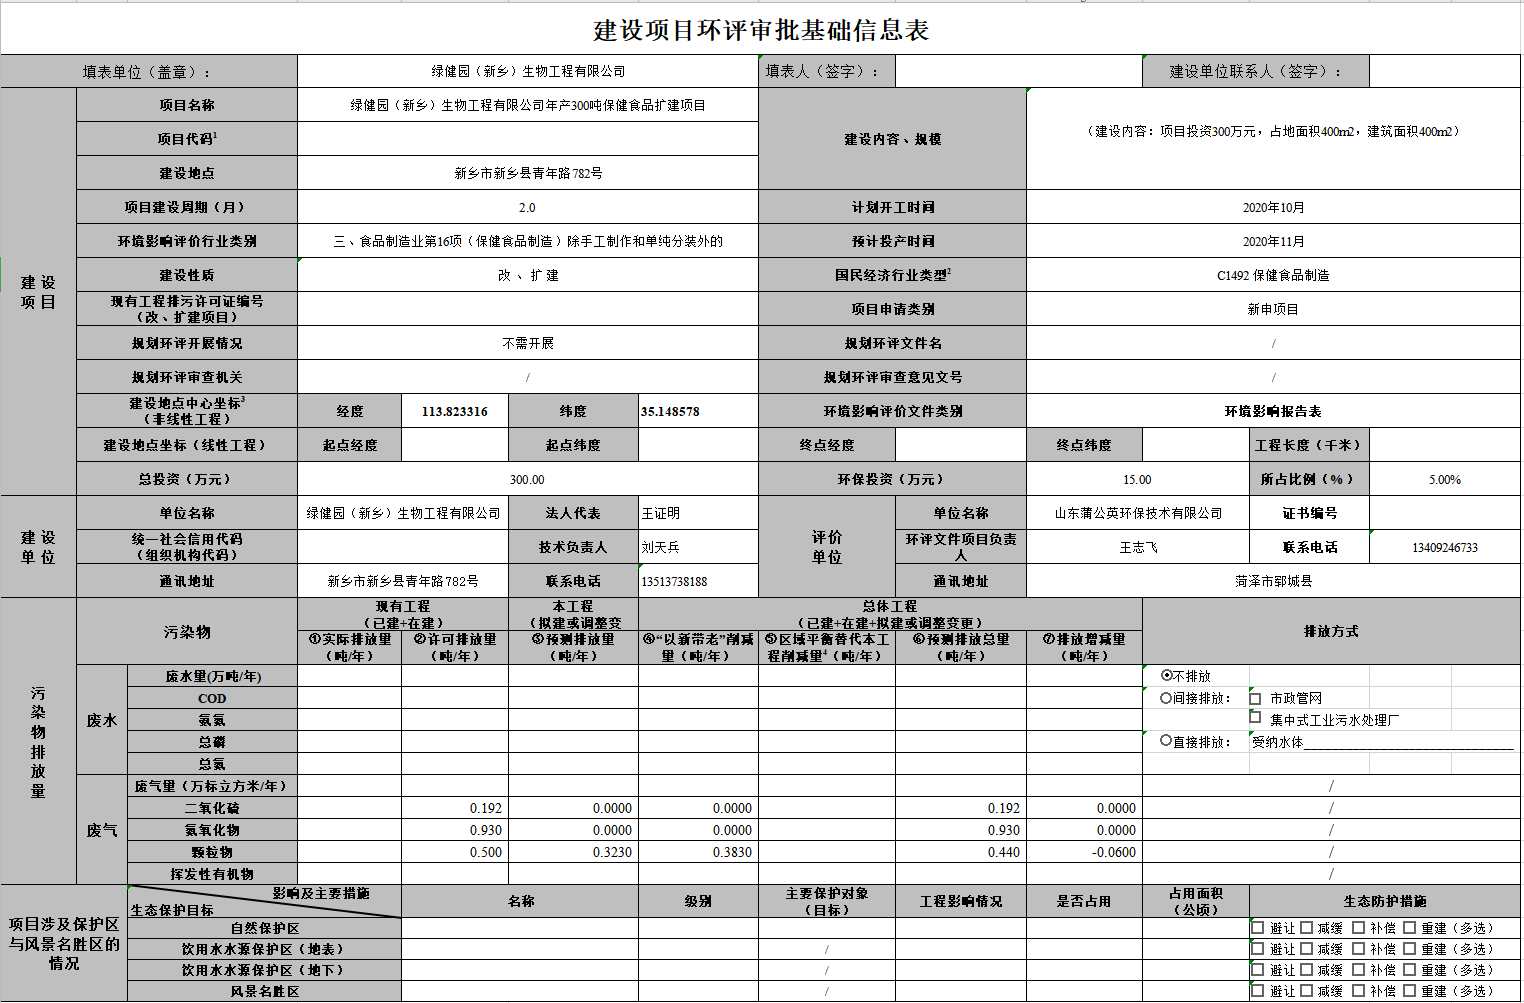 建设项目环评审批基础信息表
填表单位（盖章）： 绿健园（新乡）生物工程有限公司 填表人（签字）： 建设单位联系人（签字）：
建设项目
项目名称 绿健园（新乡）生物工程有限公司年产300吨保健食品扩建项目
建设内容、规模 （建设内容：项目投资300万元，占地面积400m2，建筑面积400m2）
项目代码1
建设地点 新乡市新乡县青年路782号
项目建设周期（月） 2.0 计划开工时间 2020年10月
环境影响评价行业类别 三、食品制造业第16项（保健食品制造）除手工制作和单纯分装外的 预计投产时间 2020年11月
建设性质 改、扩建 国民经济行业类型2 C1492 保健食品制造
现有工程排污许可证编号
（改、扩建项目） 项目申请类别 新申项目
规划环评开展情况 不需开展 规划环评文件名 /
规划环评审查机关 / 规划环评审查意见文号 /
建设地点中心坐标3
（非线性工程） 经度 113.823316 纬度 35.148578 环境影响评价文件类别 环境影响报告表
建设地点坐标（线性工程） 起点经度 起点纬度 终点经度 终点纬度 工程长度（千米）
总投资（万元） 300.00 环保投资（万元） 15.00 所占比例（%） 5.00%
建设单位
单位名称 绿健园（新乡）生物工程有限公司 法人代表 王证明
评价单位
单位名称 山东蒲公英环保技术有限公司 证书编号
统一社会信用代码
（组织机构代码） 技术负责人 刘天兵 环评文件项目负责人 王志飞 联系电话 13409246733
通讯地址 新乡市新乡县青年路782号 联系电话 13513738188 通讯地址 菏泽市郓城县
污染物排放量
污染物
现有工程
（已建+在建）
本工程
（拟建或调整变
总体工程
（已建+在建+拟建或调整变更）
排放方式
①实际排放量
（吨/年）
②许可排放量
（吨/年）
③预测排放量
（吨/年）
④“以新带老”削减
量（吨/年）
⑤区域平衡替代本工
程削减量4（吨/年）
⑥预测排放总量
（吨/年）
⑦排放增减量
（吨/年）
废水
废水量(万吨/年) 不排放
COD 间接排放： 市政管网
氨氮 集中式工业污水处理厂
总磷 直接排放： 受纳水体
总氮
废气
废气量（万标立方米/年） /
二氧化硫 0.192 0.0000 0.0000 0.192 0.0000 /
氮氧化物 0.930 0.0000 0.0000 0.930 0.0000 /
颗粒物 0.500 0.3230 0.3830 0.440 -0.0600 /
挥发性有机物 /
项目涉及保护区
与风景名胜区的
情况
影响及主要措施
生态保护目标
名称 级别 主要保护对象
（目标） 工程影响情况 是否占用 占用面积
（公顷） 生态防护措施
自然保护区 避让 减缓 补偿 重建（多选）
饮用水水源保护区（地表） / 避让 减缓 补偿 重建（多选）
饮用水水源保护区（地下） / 避让 减缓 补偿 重建（多选）
风景名胜区 / 避让 减缓 补偿 重建（多选）